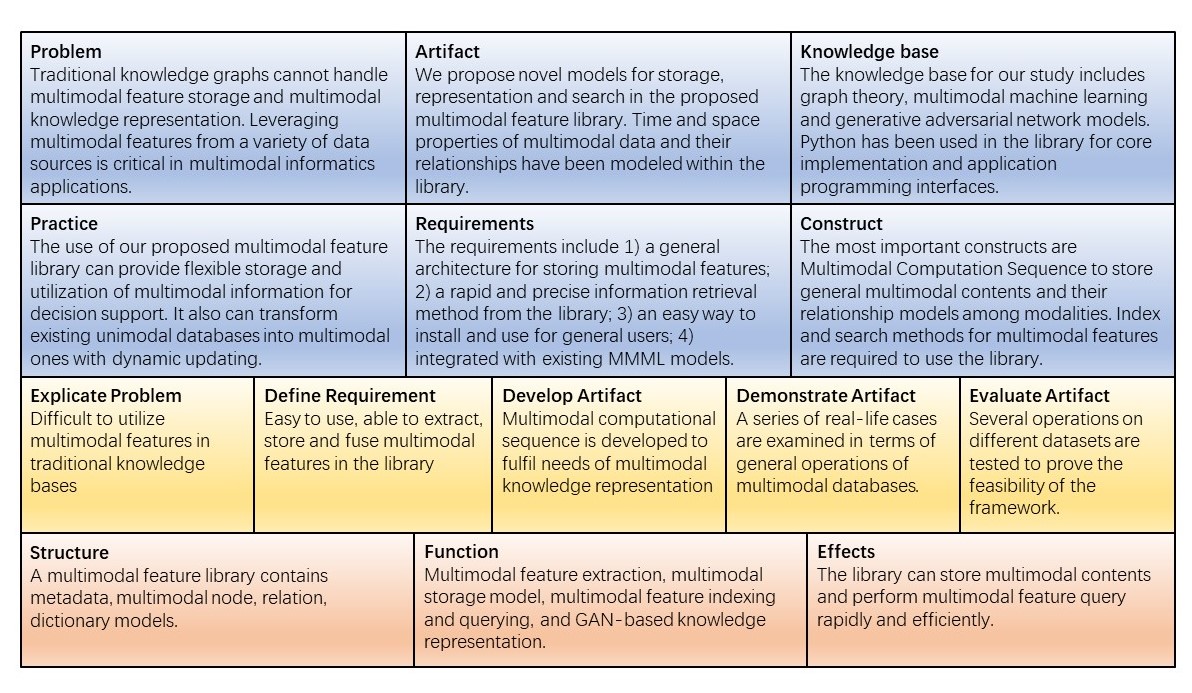 Problem
Traditional knowledge graphs cannot handle
multimodal feature storage and multimodal
knowledge representation. Leveraging
multimodal features from a variety of data
sources is critical in multimodal informatics
applications.
Artifact
We propose novel models for storage,
representation and search in the proposed
multimodal feature library. Time and space
properties of multimodal data and their
relationships have been modeled within the
library.
Knowledge base
The knowledge base for our study includes
graph theory, multimodal machine learning
and generative adversarial network models.
Python has been used in the library for core
implementation and application
programming interfaces.
Practice
The use of our proposed multimodal feature
library can provide flexible storage and
utilization of multimodal information for
decision support. It also can transform
existing unimodal databases into multimodal
ones with dynamic updating.
Requirements
The requirements include 1) a general
architecture for storing multimodal features;
2) a rapid and precise information retrieval
method from the library; 3) an easy way to
install and use for general users; 4)
integrated with existing MMML models.
Construct
The most important constructs are
Multimodal Computation Sequence to store
general multimodal contents and their
relationship models among modalities. Index
and search methods for multimodal features
are required to use the library.
Explicate Problem
Difficult to utilize
multimodal features in
traditional knowledge
bases
Define Requirement
Easy to use, able to extract,
store and fuse multimodal
features in the library
Develop Artifact
Multimodal computational
sequence is developed to
fulfil needs of multimodal
knowledge representation
Demonstrate Artifact
A series of real-life cases
are examined in terms of
general operations of
multimodal databases.
Evaluate Artifact
Several operations on
different datasets are
tested to prove the
feasibility of the
framework.
Structure
A multimodal feature library contains
metadata, multimodal node, relation,
dictionary models.
Function
Multimodal feature extraction, multimodal
storage model, multimodal feature indexing
and querying, and GAN-based knowledge
representation.
Effects
The library can store multimodal contents
and perform multimodal feature query
rapidly and efficiently.